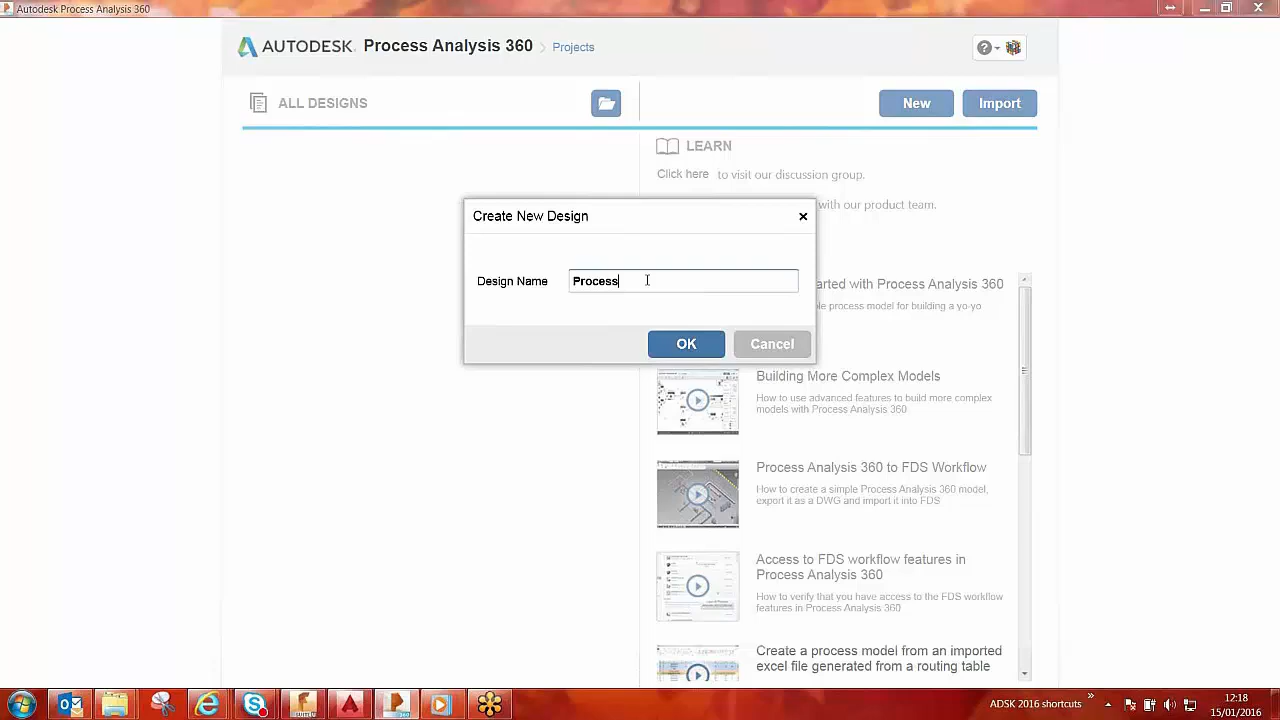 Autodesk Process Analysis 360
AUTODESK. Process Analysis 360 Projects
ALL DESIGNS
New
Import
LEARN
Click here to visit our discussion group.
with our product team.
Create New Design
Design Name
Process
OK
Cancel
arted with Process Analysis 360
le process model for building a yo-yo
Building More Complex Models
How to use advanced features to build more complex
models with Process Analysis 360
Process Analysis 360 to FDS Workflow
How to create a simple Process Analysis 360 model,
export it as a DWG and import it into FDS
Access to FDS workflow features in
Process Analysis 360
How to verify that you have access to the FDS workflow
features in Process Analysis 360
Create a process model from an imported
excel file generated from a routing table
ADSK 2016 shortcuts
12:18
15/01/2016